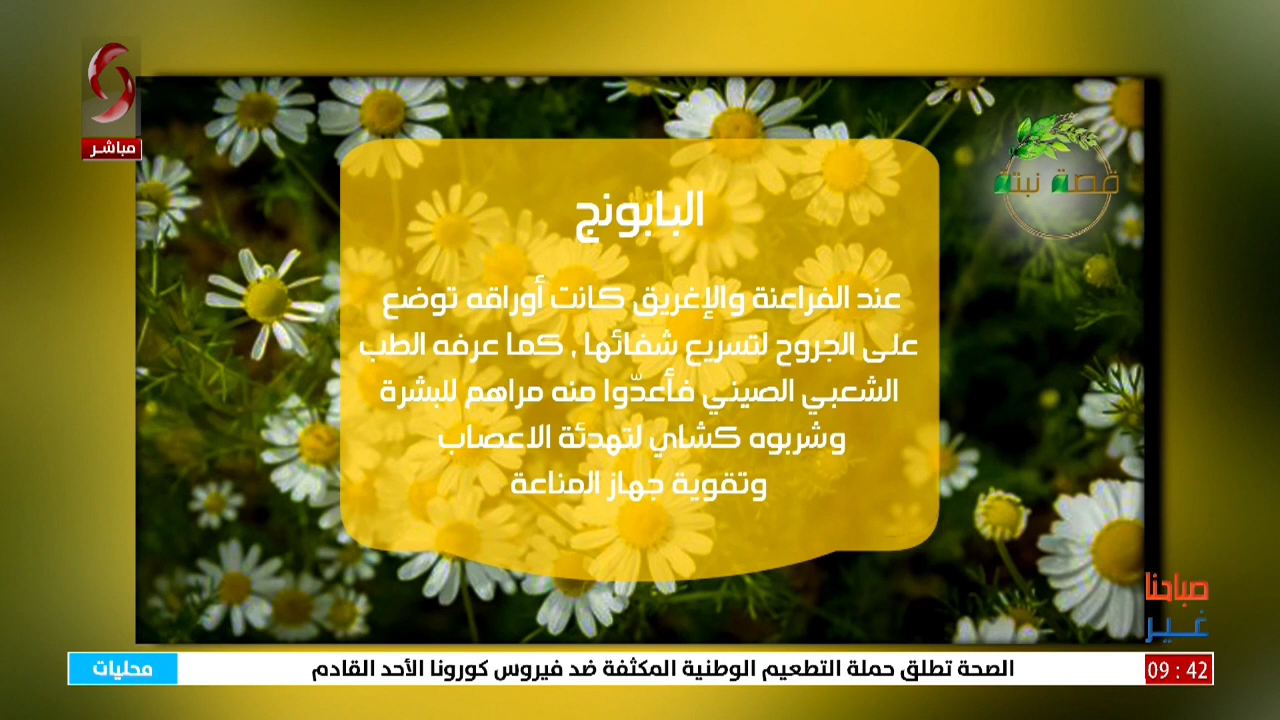 مباشر
قصة نبتة
البابونج
عند الفراعنة والإغريق كانت أوراقه توضع
على الجروح لتسريع شفائها , كما عرفه الطب
الشعبي الصيني فأعدّوا منه مراهم للبشرة
وشربوه كشاي لتهدئة الاعصاب
وتقوية جهاز المناعة
صباحنا
غير
محليات
الصحة تطلق حملة التطعيم الوطنية المكثفة ضد فيروس كورونا الأحد القادم
09 : 42